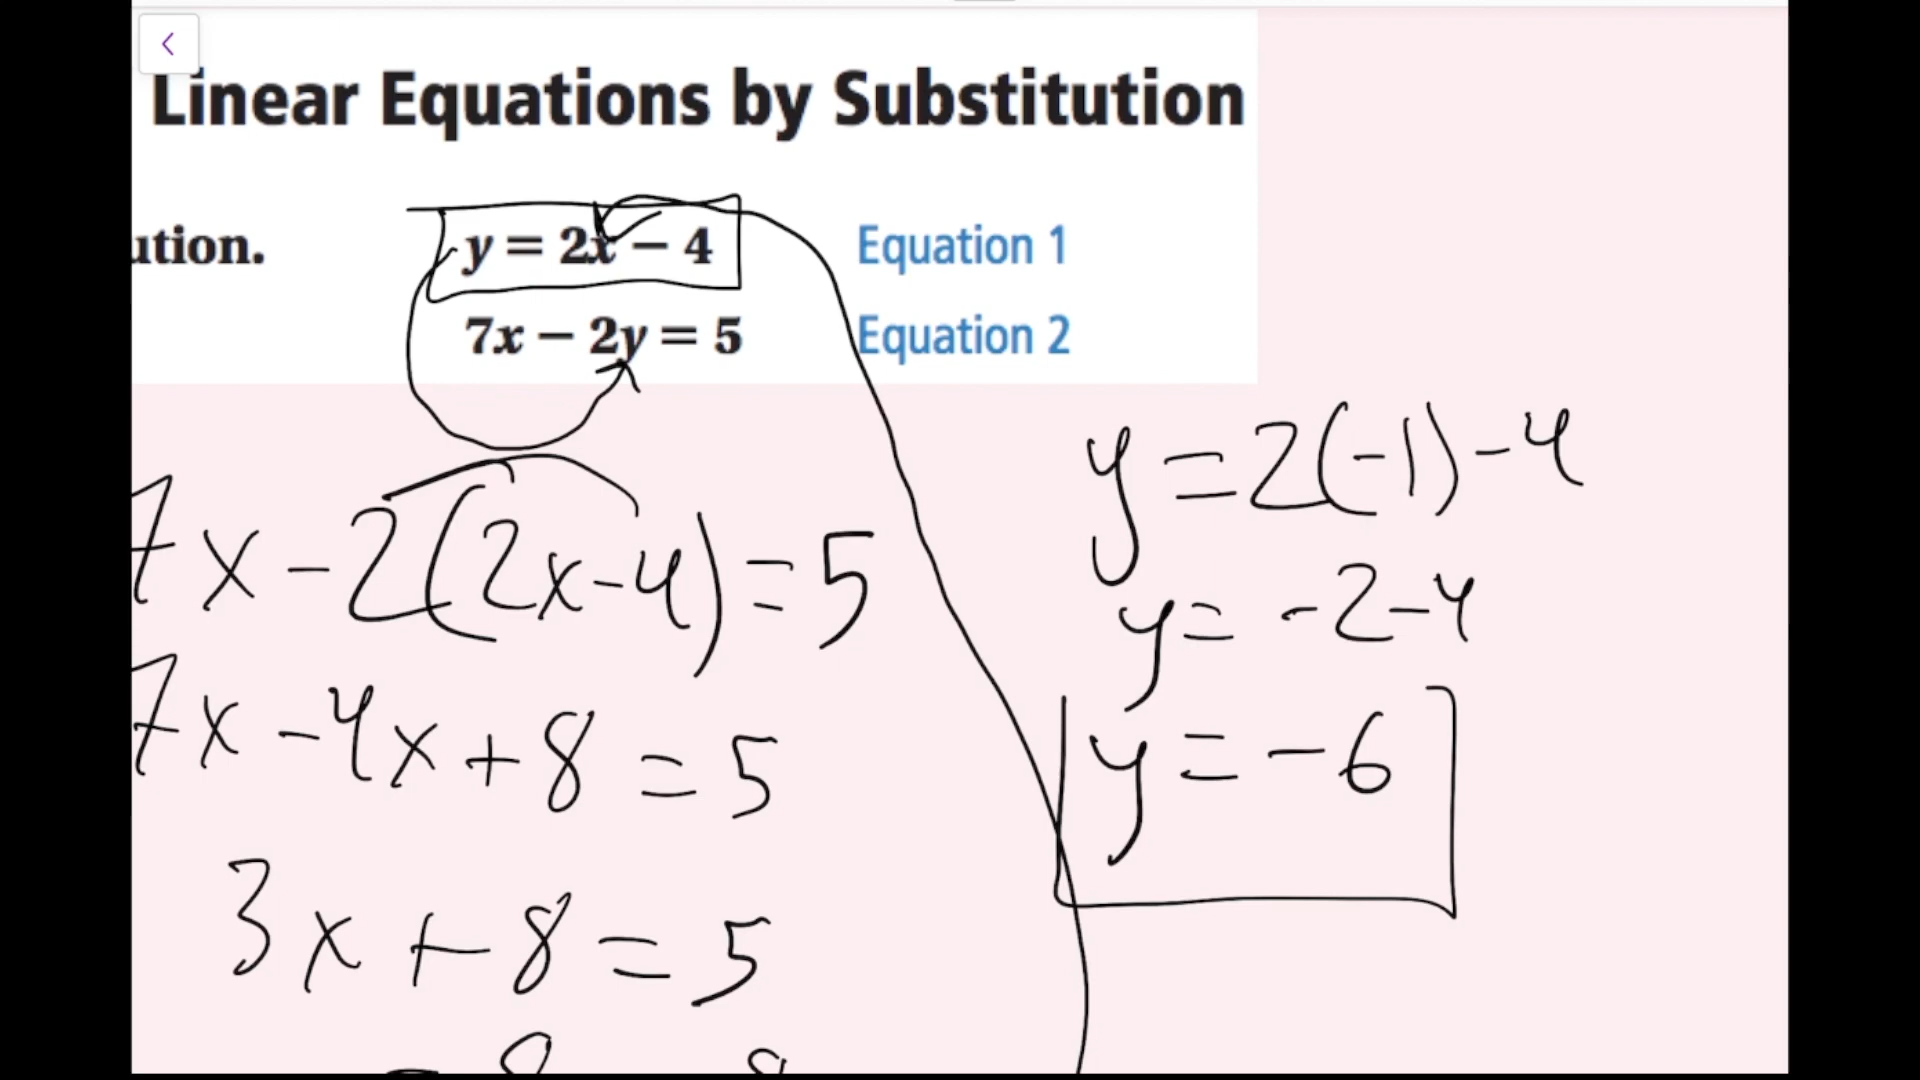 Linear Equations by Substitution
ution. y = 2x − 4 Equation 1
7x − 2y = 5 Equation 2
7x - 2(2x-4) = 5
7x - 4x + 8 = 5
3x + 8 = 5
y = 2(-1) - 4
y = -2-4
y = -6